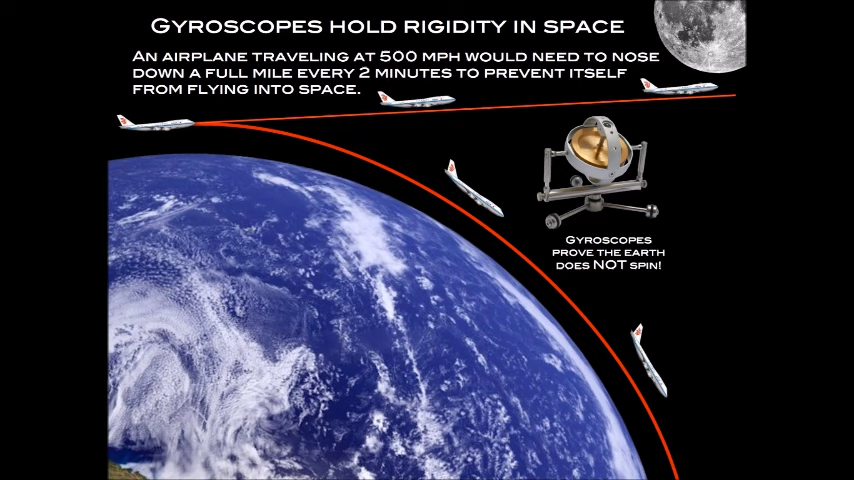 Gyroscopes hold rigidity in space
An airplane traveling at 500 mph would need to nose
down a full mile every 2 minutes to prevent itself
from flying into space.
Gyroscopes
prove the earth
does NOT spin!